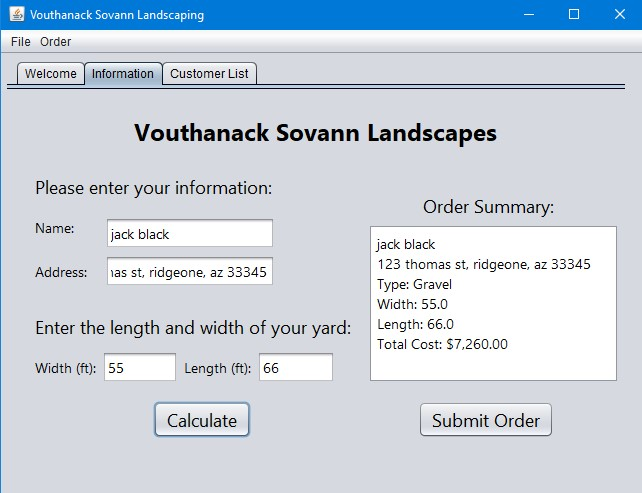 Vouthanack Sovann Landscaping
File Order
Welcome Information Customer List
Vouthanack Sovann Landscapes
Please enter your information:
Name: jack black
Address: nas st, ridgeone, az 33345
Enter the length and width of your yard:
Width (ft): 55 Length (ft): 66
Calculate
Order Summary:
jack black
123 thomas st, ridgeone, az 33345
Type: Gravel
Width: 55.0
Length: 66.0
Total Cost: $7,260.00
Submit Order